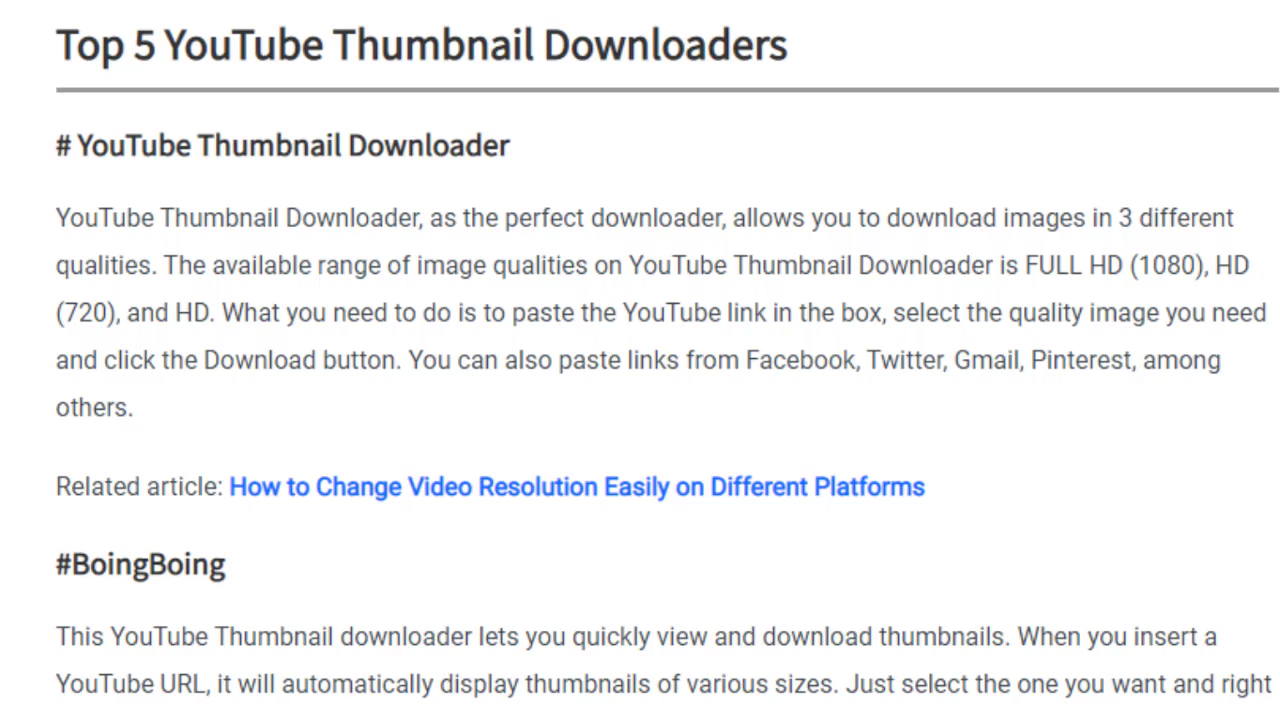 Top 5 YouTube Thumbnail Downloaders
# YouTube Thumbnail Downloader
YouTube Thumbnail Downloader, as the perfect downloader, allows you to download images in 3 different
qualities. The available range of image qualities on YouTube Thumbnail Downloader is FULL HD (1080), HD
(720), and HD. What you need to do is to paste the YouTube link in the box, select the quality image you need
and click the Download button. You can also paste links from Facebook, Twitter, Gmail, Pinterest, among
others.
Related article: How to Change Video Resolution Easily on Different Platforms
#BoingBoing
This YouTube Thumbnail downloader lets you quickly view and download thumbnails. When you insert a
YouTube URL, it will automatically display thumbnails of various sizes. Just select the one you want and right